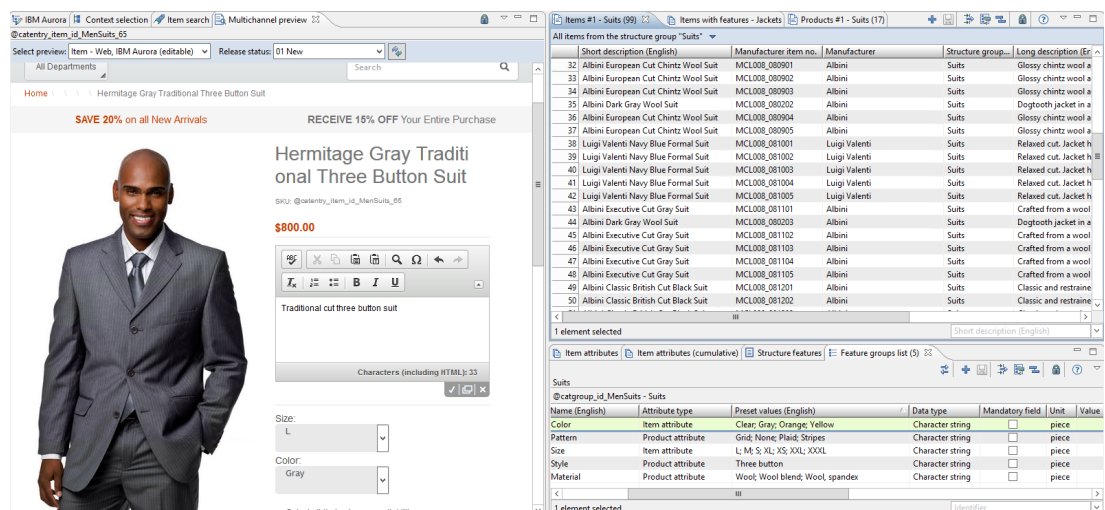 IBM Aurora Context selection Item search Multichannel preview
@catentry_item_id_MenSuits_65
Select preview: Item - Web, IBM Aurora (editable) Release status: 01 New
All Departments Search
Home \ \ \ \ Hermitage Gray Traditional Three Button Suit
SAVE 20% on all New Arrivals RECEIVE 15% OFF Your Entire Purchase
Hermitage Gray Traditi
onal Three Button Suit
SKU: @catentry_item_id_MenSuits_65
$800.00
Traditional cut three button suit
Characters (including HTML): 33
Size:
L
Color:
Gray
Items #1 - Suits (99) Items with features - Jackets Products #1 - Suits (17)
All items from the structure group "Suits"
Short description (English) Manufacturer item no. Manufacturer Structure group... Long description (Er
32 Albini European Cut Chintz Wool Suit MCL008_080901 Albini Suits Glossy chintz wool a
33 Albini European Cut Chintz Wool Suit MCL008_080902 Albini Suits Glossy chintz wool a
34 Albini European Cut Chintz Wool Suit MCL008_080903 Albini Suits Glossy chintz wool a
35 Albini Dark Gray Wool Suit MCL008_080202 Albini Suits Dogtooth jacket in a
36 Albini European Cut Chintz Wool Suit MCL008_080904 Albini Suits Glossy chintz wool a
37 Albini European Cut Chintz Wool Suit MCL008_080905 Albini Suits Glossy chintz wool a
38 Luigi Valenti Navy Blue Formal Suit MCL008_081001 Luigi Valenti Suits Relaxed cut. Jacket h
39 Luigi Valenti Navy Blue Formal Suit MCL008_081002 Luigi Valenti Suits Relaxed cut. Jacket h
40 Luigi Valenti Navy Blue Formal Suit MCL008_081003 Luigi Valenti Suits Relaxed cut. Jacket h
41 Luigi Valenti Navy Blue Formal Suit MCL008_081004 Luigi Valenti Suits Relaxed cut. Jacket h
42 Luigi Valenti Navy Blue Formal Suit MCL008_081005 Luigi Valenti Suits Relaxed cut. Jacket h
43 Albini Executive Cut Gray Suit MCL008_081101 Albini Suits Crafted from a wool
44 Albini Dark Gray Wool Suit MCL008_080203 Albini Suits Dogtooth jacket in a
45 Albini Executive Cut Gray Suit MCL008_081102 Albini Suits Crafted from a wool
46 Albini Executive Cut Gray Suit MCL008_081103 Albini Suits Crafted from a wool
47 Albini Executive Cut Gray Suit MCL008_081104 Albini Suits Crafted from a wool
48 Albini Executive Cut Gray Suit MCL008_081105 Albini Suits Crafted from a wool
49 Albini Classic British Cut Black Suit MCL008_081201 Albini Suits Classic and restraine
50 Albini Classic British Cut Black Suit MCL008_081202 Albini Suits Classic and restraine
1 element selected Short description (English)
Item attributes Item attributes (cumulative) Structure features Feature groups list (5)
Suits
@catgroup_id_MenSuits - Suits
Name (English) Attribute type Preset values (English) Data type Mandatory field Unit Value
Color Item attribute Clear; Gray; Orange; Yellow Character string piece
Pattern Product attribute Grid; None; Plaid; Stripes Character string piece
Size Item attribute L; M; S; XL; XS; XXL; XXXL Character string piece
Style Product attribute Three button Character string piece
Material Product attribute Wool; Wool blend; Wool, spandex Character string piece
1 element selected Identifier